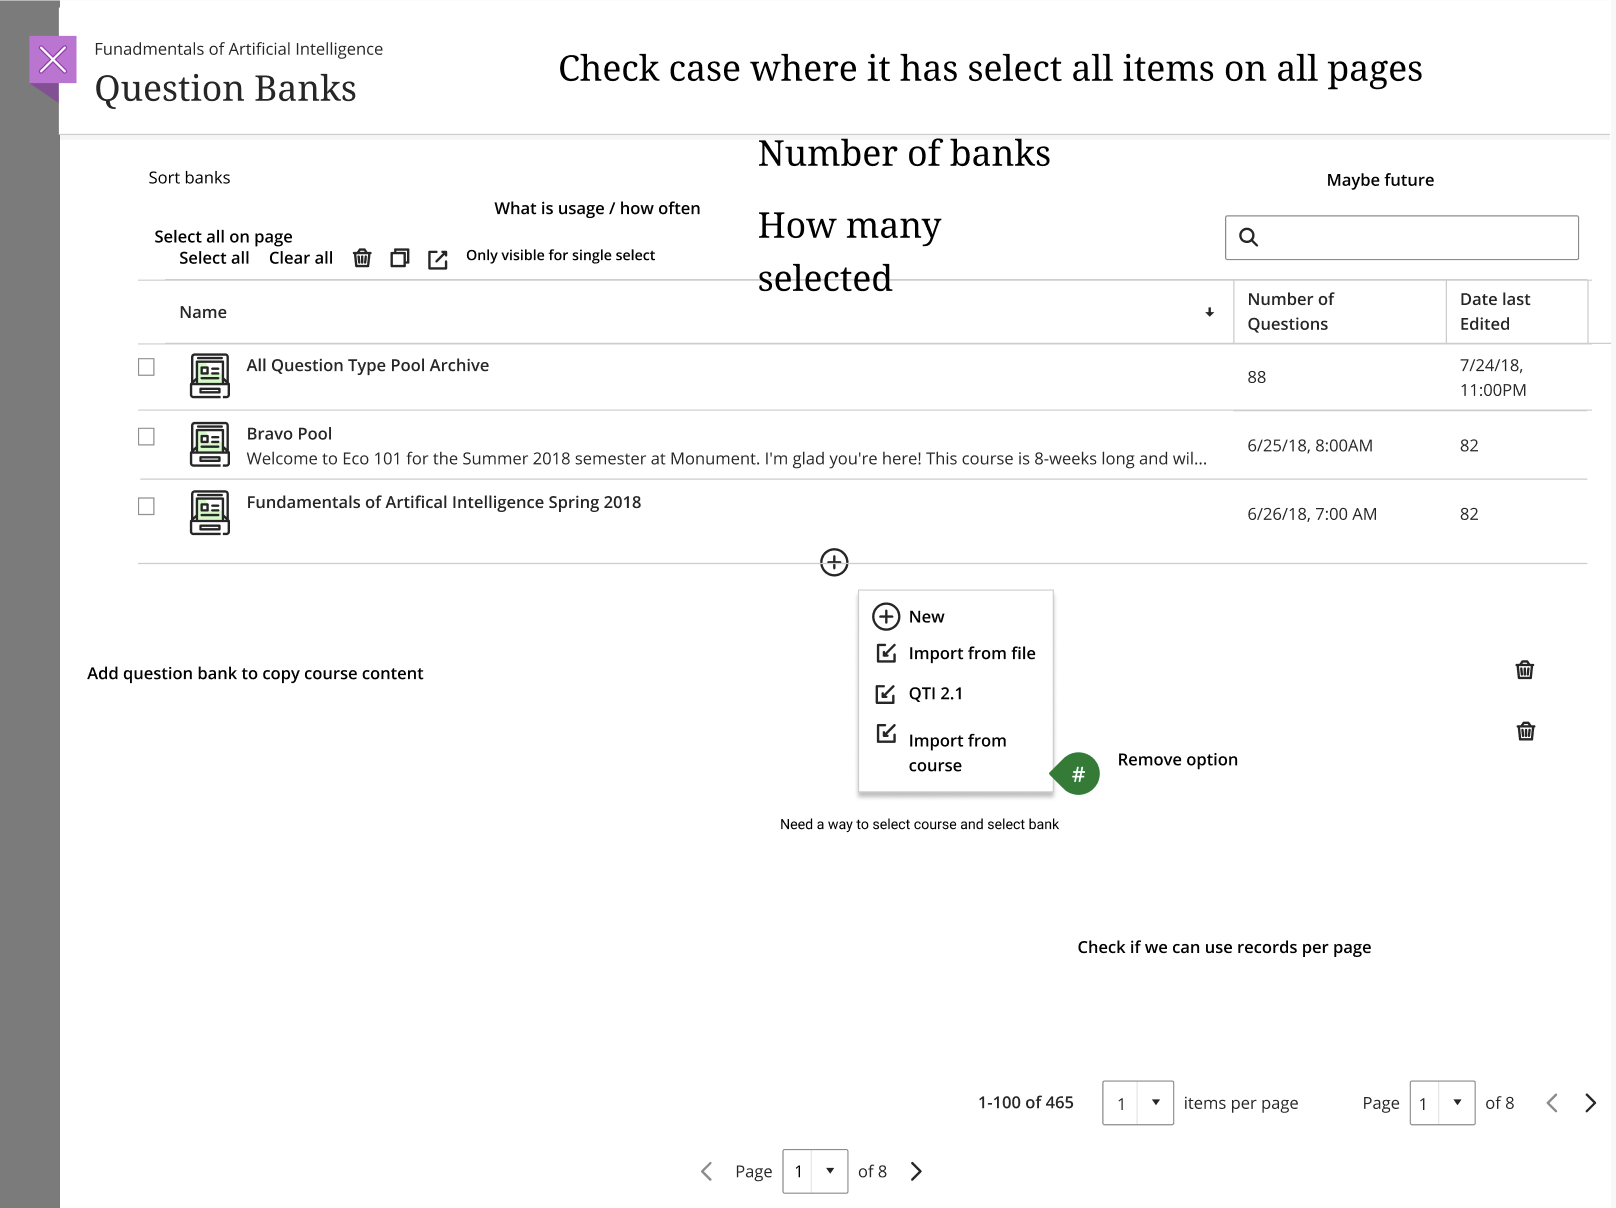 Funadmentals of Artificial Intelligence
Question Banks
Check case where it has select all items on all pages
Number of banks
Sort banks
Maybe future
What is usage / how often
How many
selected
Select all on page
Select all Clear all
Only visible for single select
Name
Number of
Questions
Date last
Edited
All Question Type Pool Archive
88
7/24/18,
11:00PM
Bravo Pool
Welcome to Eco 101 for the Summer 2018 semester at Monument. I'm glad you're here! This course is 8-weeks long and wil...
6/25/18, 8:00AM
82
Fundamentals of Artifical Intelligence Spring 2018
6/26/18, 7:00 AM
82
New
Import from file
QTI 2.1
Import from
course
#
Remove option
Add question bank to copy course content
Need a way to select course and select bank
Check if we can use records per page
1-100 of 465
1
items per page
Page
1
of 8
Page
1
of 8